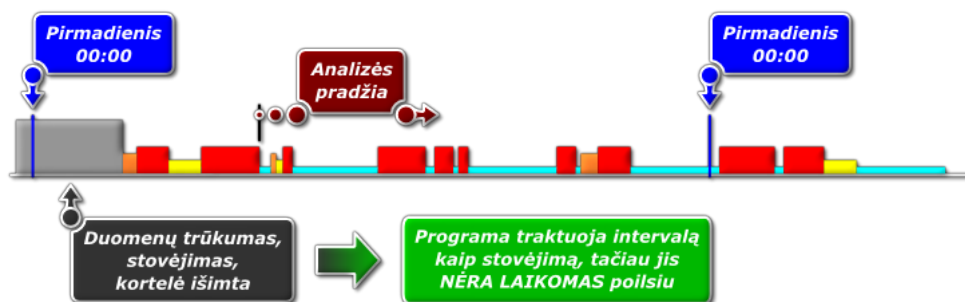 Pirmadienis
00:00
Analizės
pradžia
Pirmadienis
00:00
Duomenų trūkumas,
stovėjimas,
kortelė išimta
Programa traktuoja intervalą
kaip stovėjimą, tačiau jis
NĖRA LAIKOMAS poilsiu